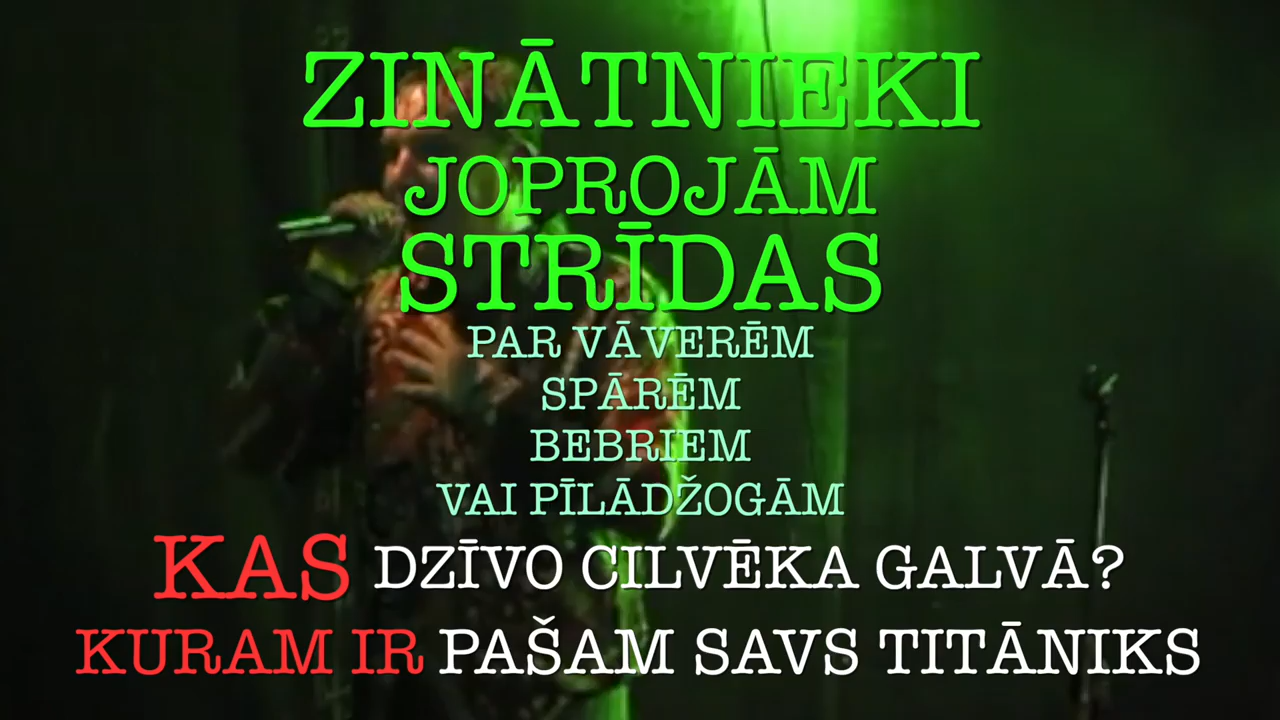 ZINĀTNIEKI
JOPROJĀM
STRĪDAS
PAR VĀVERĒM
SPĀRĒM
BEBRIEM
VAI PĪLĀDŽOGĀM
KAS DZĪVO CILVĒKA GALVĀ?
KURAM IR PAŠAM SAVS TITĀNIKS